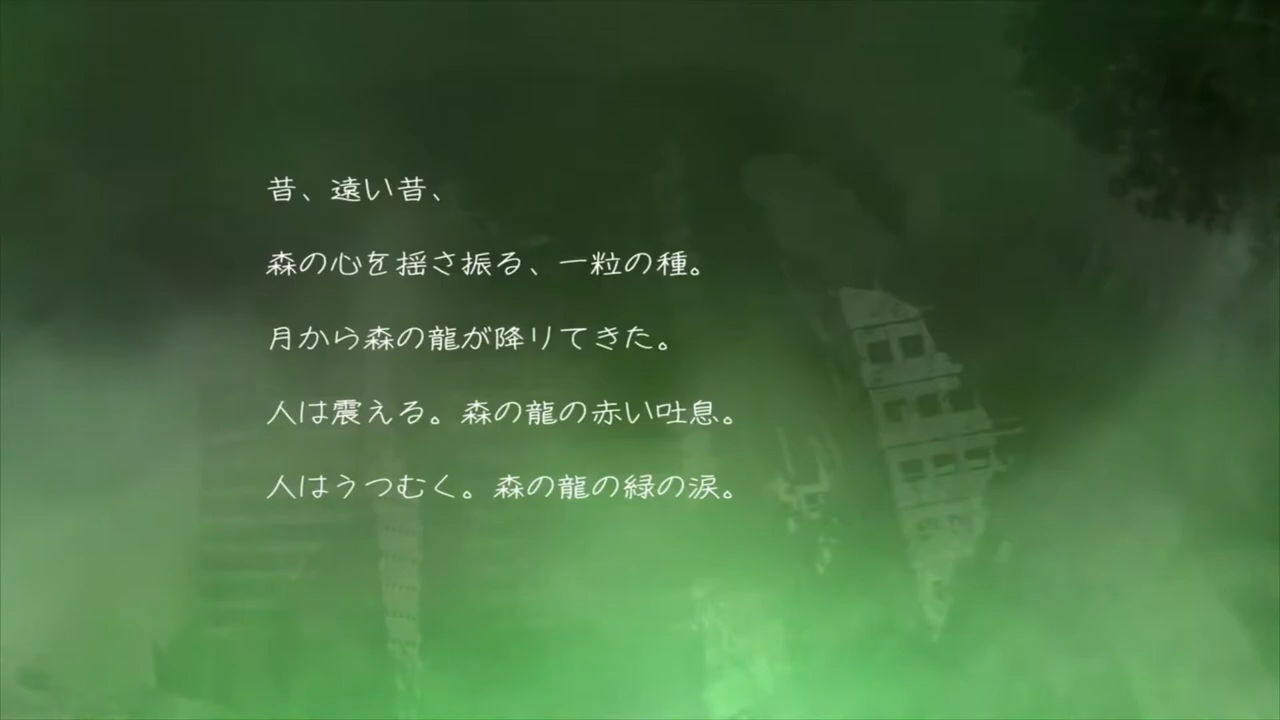 昔、遠い昔、
森の心を揺さ振る、一粒の種。
月から森の龍が降りてきた。
人は震える。森の龍の赤い吐息。
人はうつむく。森の龍の緑の涙。